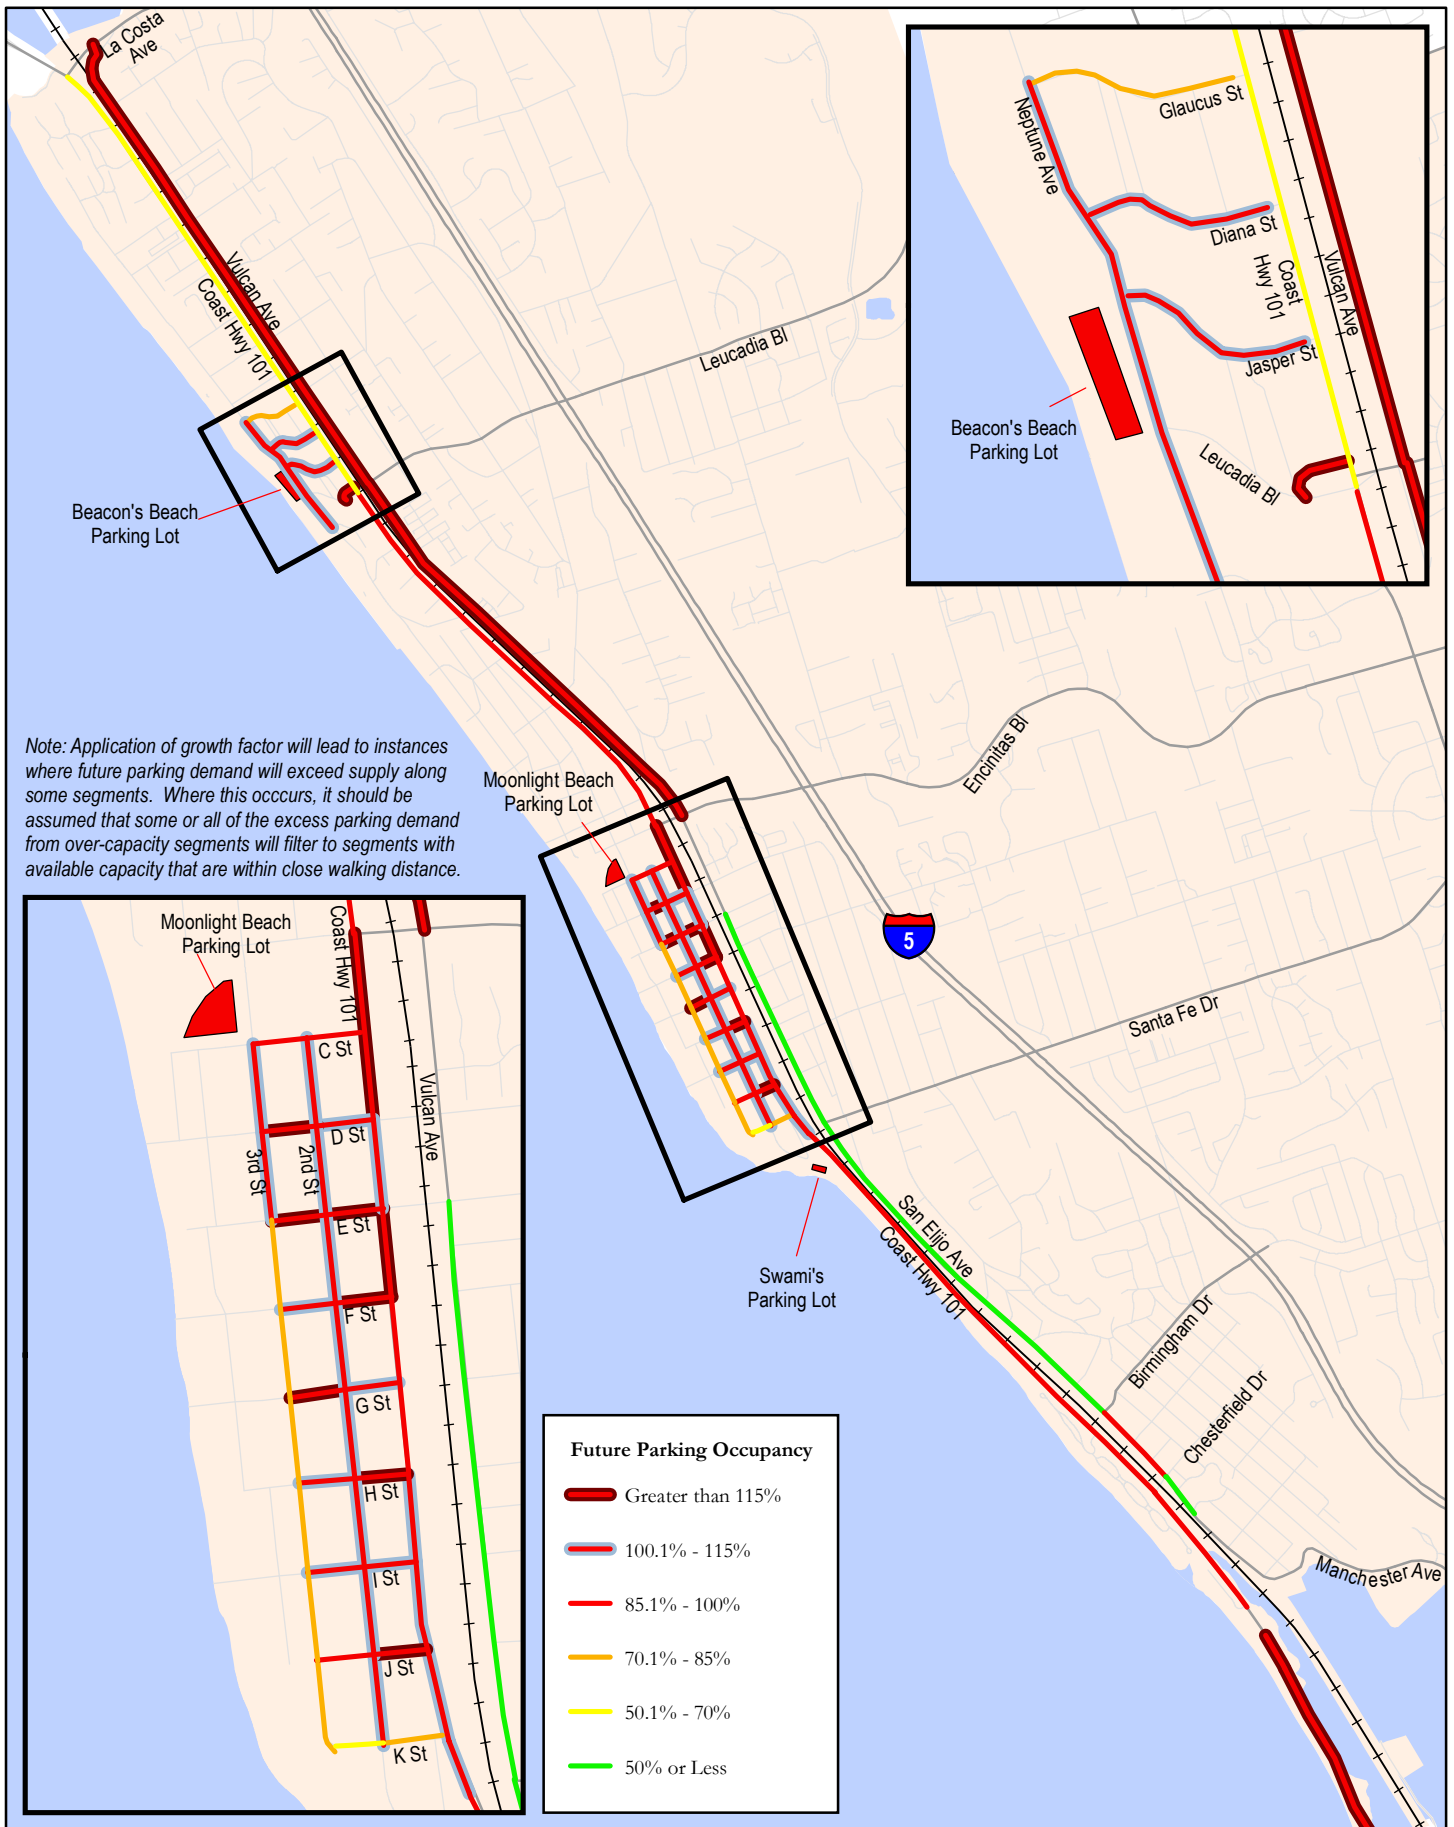 La Costa
Ave
Vulcan Ave
Coast Hwy 101
Leucadia Bl
Beacon's Beach
Parking Lot
Neptune Ave
Glaucus St
Diana St
Coast
Hwy 101
Vulcan Ave
Jasper St
Beacon's Beach
Parking Lot
Leucadia Bl
Note: Application of growth factor will lead to instances
where future parking demand will exceed supply along
some segments.  Where this occcurs, it should be
assumed that some or all of the excess parking demand
from over-capacity segments will filter to segments with
available capacity that are within close walking distance.
Moonlight Beach
Parking Lot
Encinitas Bl
5
Santa Fe Dr
San Elijo Ave
Coast Hwy 101
Swami's
Parking Lot
Birmingham Dr
Chesterfield Dr
Manchester Ave
Moonlight Beach
Parking Lot
Coast Hwy 101
C St
Vulcan Ave
D St
3rd St
2nd St
E St
F St
G St
H St
I St
J St
K St
Future Parking Occupancy
Greater than 115%
100.1% - 115%
85.1% - 100%
70.1% - 85%
50.1% - 70%
50% or Less